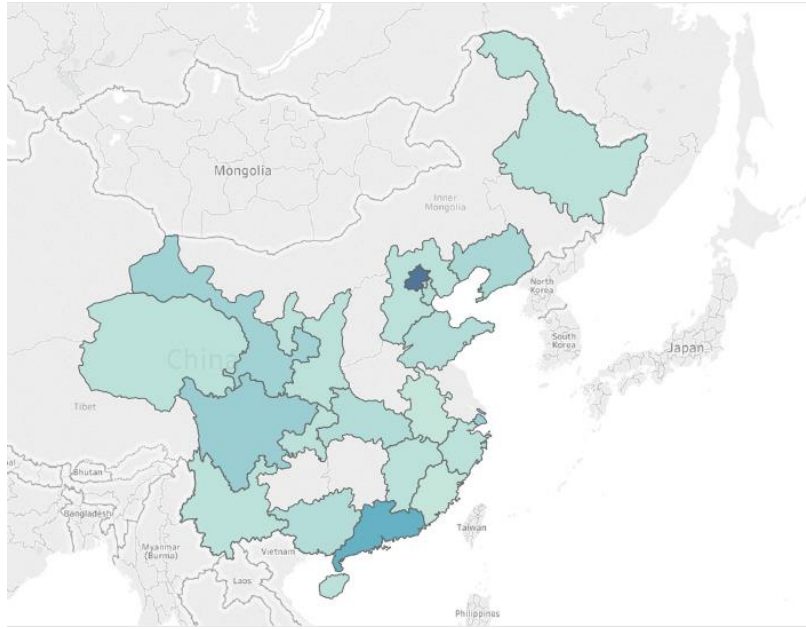 Mongolia
Inner
Mongolia
North
Korea
South
Korea
Japan
China
Tibet
Bhutan
Bangladesh
Taiwan
Myanmar
(Burma)
Vietnam
Laos
Philippines